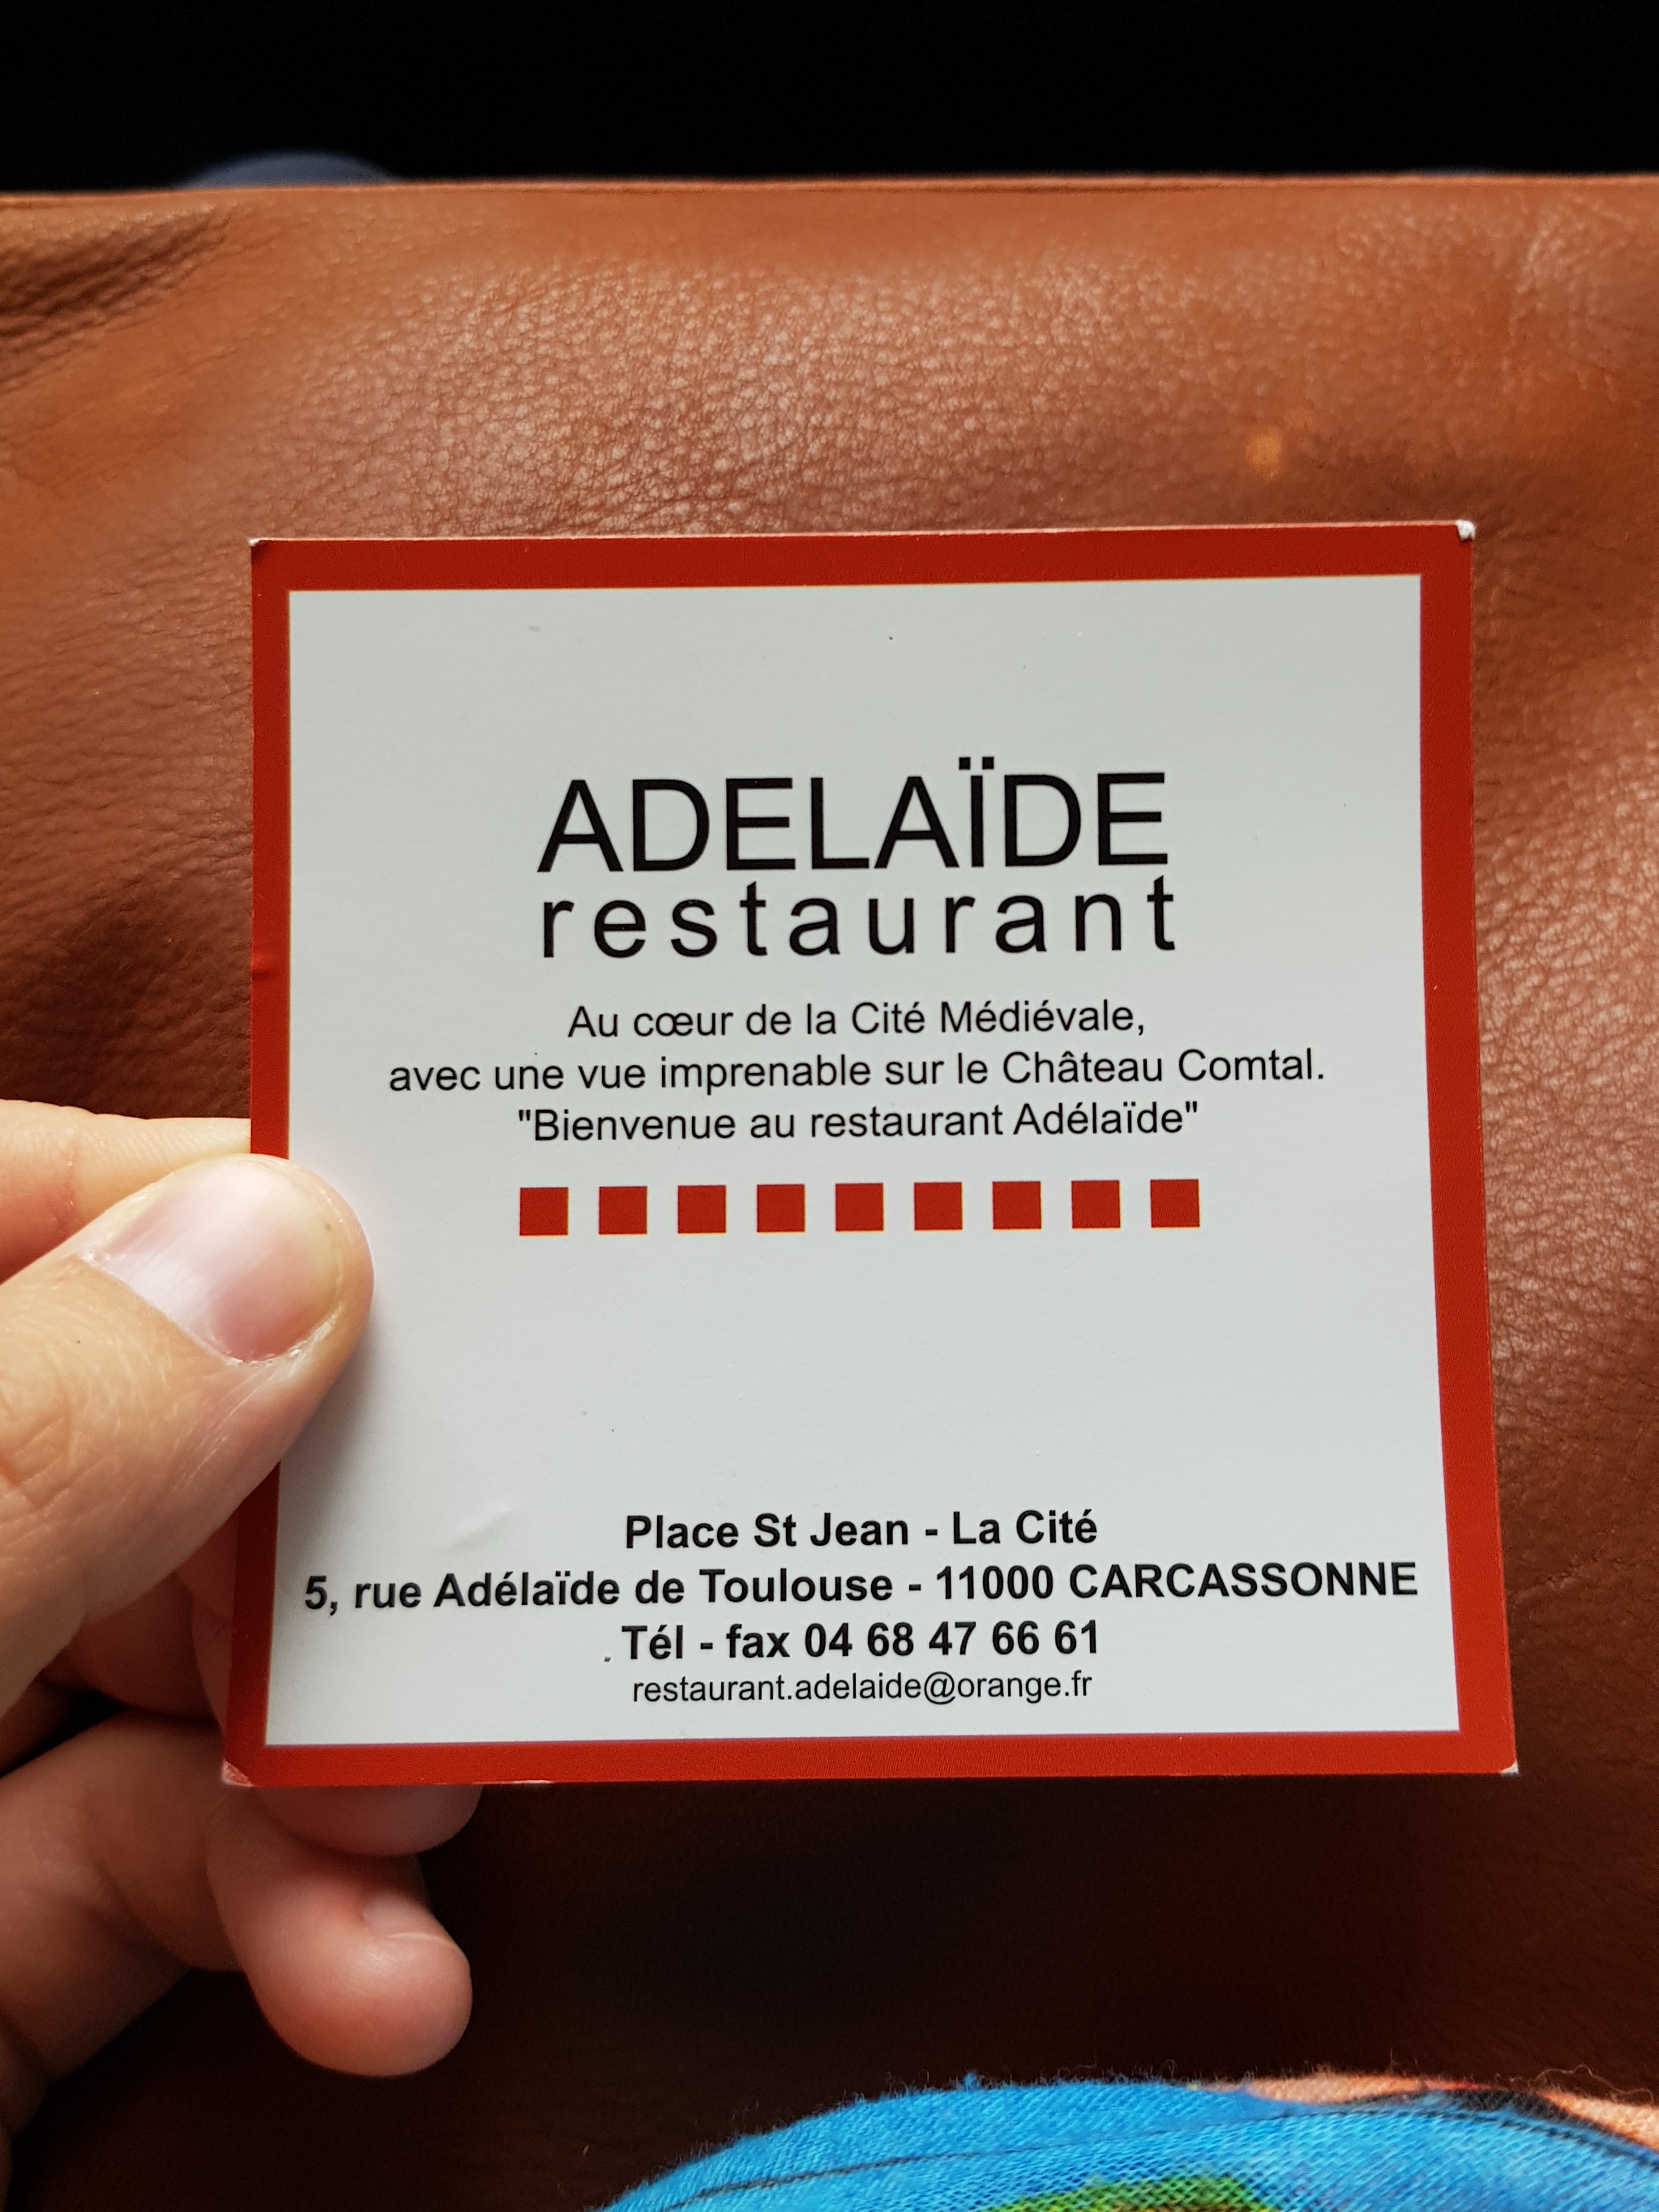 ADELAÏDE
restaurant
Au cœur de la Cité Médiévale,
avec une vue imprenable sur le Château Comtal.
"Bienvenue au restaurant Adélaïde"
Place St Jean - La Cité
5, rue Adélaïde de Toulouse - 11000 CARCASSONNE
Tél - fax 04 68 47 66 61
restaurant.adelaide@orange.fr